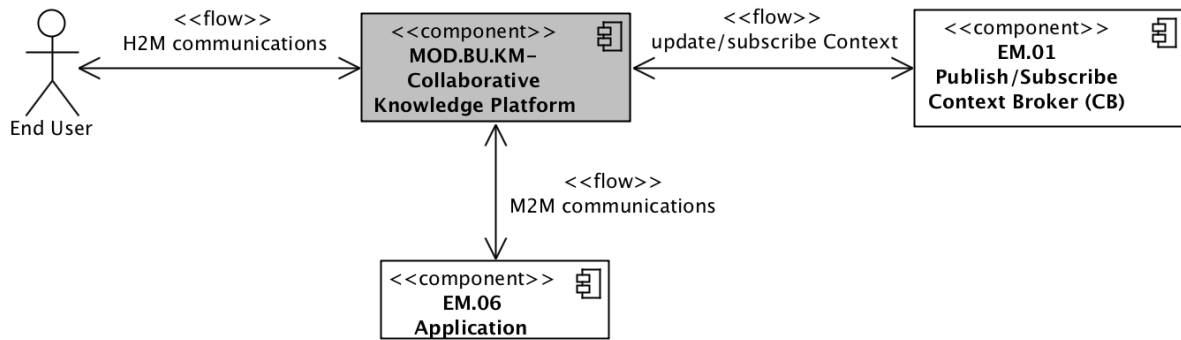 <<flow>>
H2M communications
End User
<<component>>
MOD.BU.KM-
Collaborative
Knowledge Platform
<<flow>>
update/subscribe Context
<<component>>
EM.01
Publish/Subscribe
Context Broker (CB)
<<flow>>
M2M communications
<<component>>
EM.06
Application